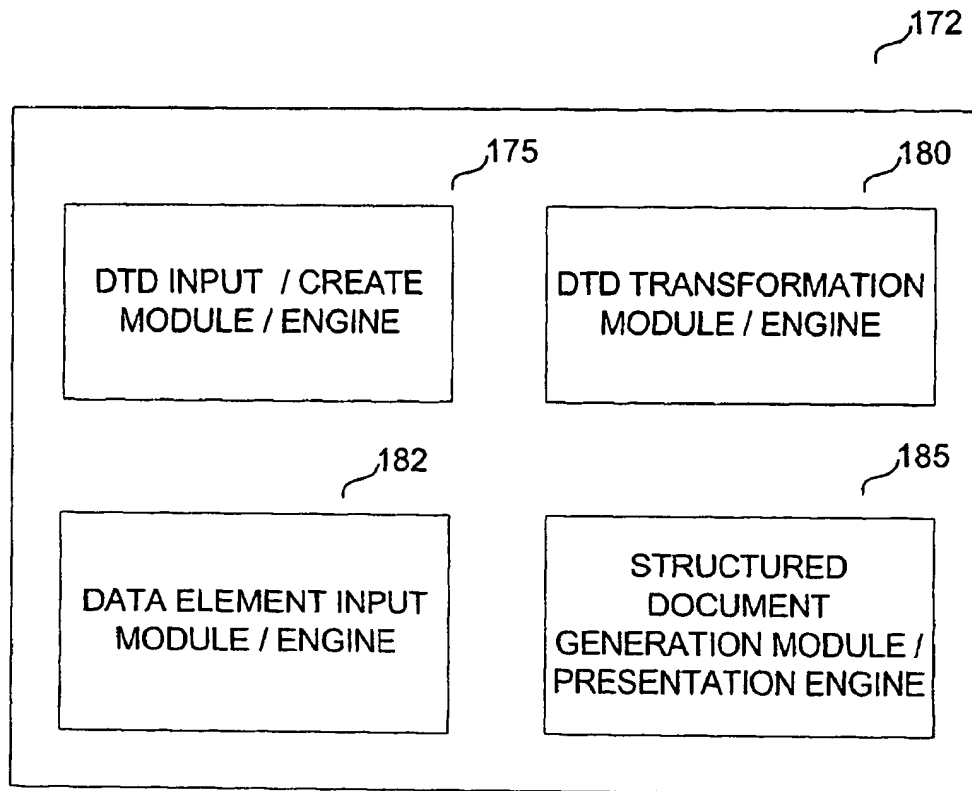 172
175
DTD INPUT / CREATE
MODULE / ENGINE
180
DTD TRANSFORMATION
MODULE / ENGINE
182
DATA ELEMENT INPUT
MODULE / ENGINE
185
STRUCTURED
DOCUMENT
GENERATION MODULE /
PRESENTATION ENGINE